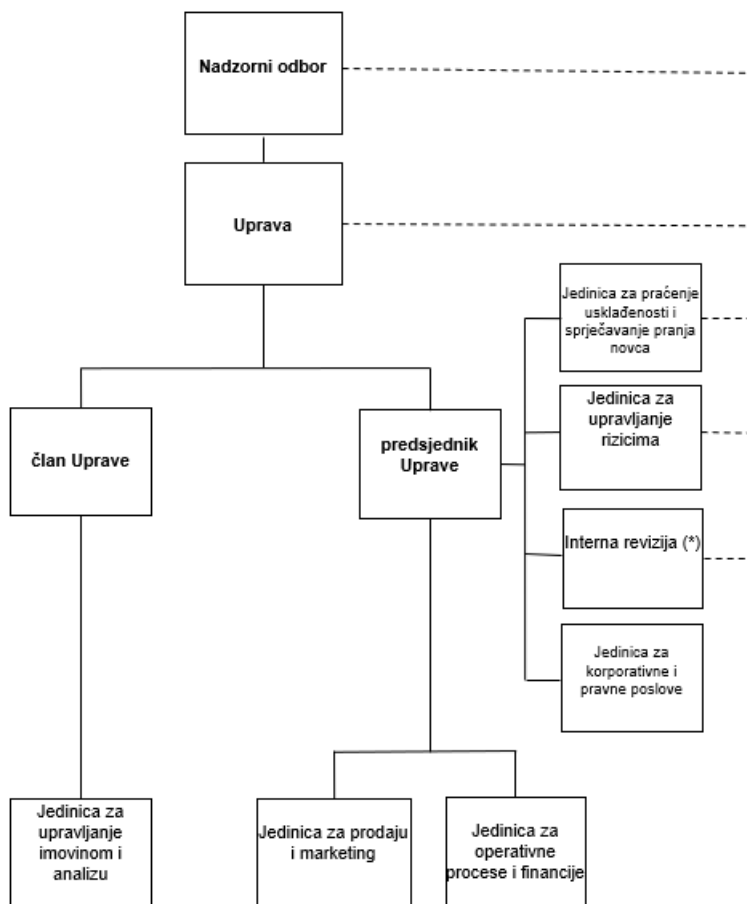 Nadzorni odbor
Uprava
Jedinica za praćenje
usklađenosti i
sprječavanje pranja
novca
član Uprave
predsjednik
Uprave
Jedinica za
upravljanje
rizicima
Interna revizija (*)
Jedinica za
korporativne i
pravne poslove
Jedinica za
upravljanje
imovinom i
analizu
Jedinica za prodaju
i marketing
Jedinica za
operativne
procese i financije